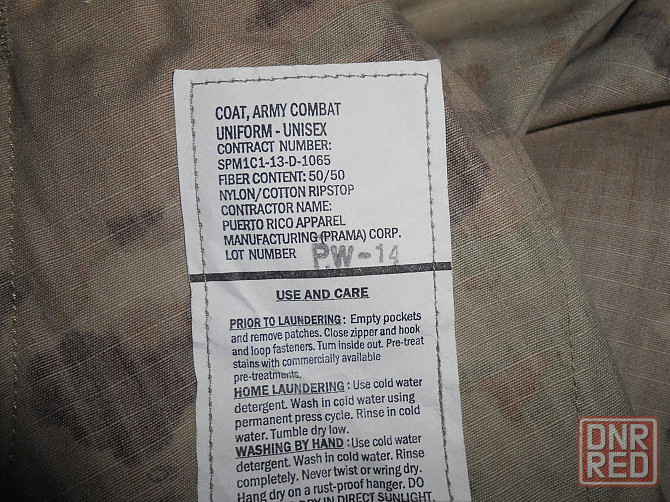 COAT, ARMY COMBAT
UNIFORM - UNISEX
CONTRACT NUMBER:
SPM1C1-13-D-1065
FIBER CONTENT: 50/50
NYLON/COTTON RIPSTOP
CONTRACTOR NAME:
PUERTO RICO APPAREL
MANUFACTURING (PRAMA) CORP.
LOT NUMBER PW-14
USE AND CARE
PRIOR TO LAUNDERING: Empty pockets
and remove patches. Close zipper and hook
and loop fasteners. Turn inside out. Pre-treat
stains with commercially available
pre-treatments.
HOME LAUNDERING: Use cold water
detergent. Wash in cold water using
permanent press cycle. Rinse in cold
water. Tumble dry low.
WASHING BY HAND: Use cold water
detergent. Wash in cold water. Rinse
completely. Never twist or wring dry.
Hang dry on a rust-proof hanger. DO
DRY IN DIRECT SUNLIGHT.
DNR
RED